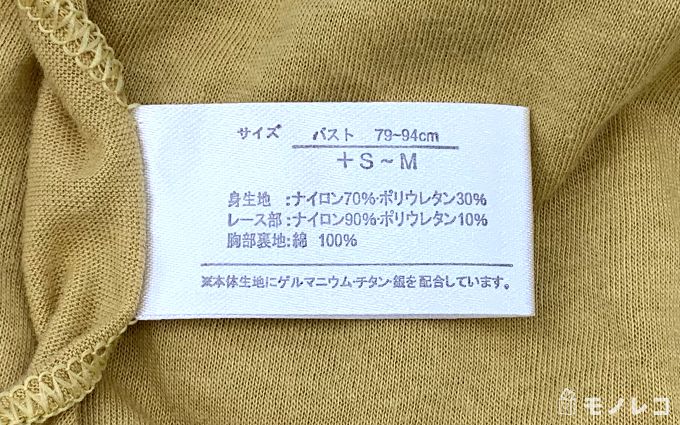 サイズ バスト 79~94cm
＋S~M
身生地 :ナイロン70%・ポリウレタン30%
レース部:ナイロン90%・ポリウレタン10%
胸部裏地:綿 100%
※本体生地にゲルマニウム・チタン・銀を配合しています。
モノレコ